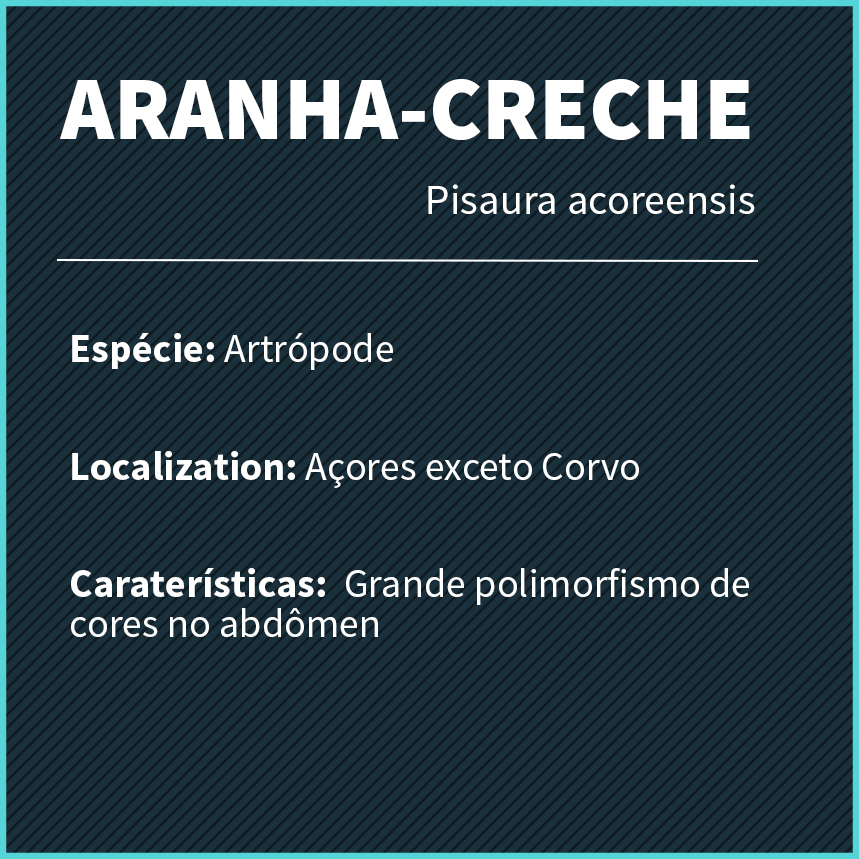 ARANHA-CRECHE
Pisaura acoreensis
Espécie: Artrópode
Localization: Açores exceto Corvo
Caraterísticas: Grande polimorfismo de
cores no abdômen